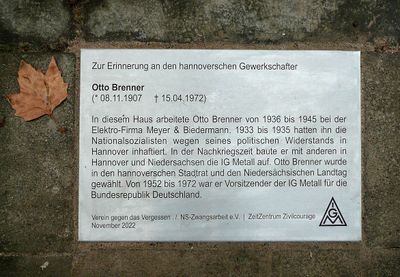 Zur Erinnerung an den hannoverschen Gewerkschafter
Otto Brenner
(* 08.11.1907 † 15.04.1972)
In diesem Haus arbeitete Otto Brenner von 1936 bis 1945 bei der
Elektro-Firma Meyer & Biedermann. 1933 bis 1935 hatten ihn die
Nationalsozialisten wegen seines politischen Widerstands in
Hannover inhaftiert. In der Nachkriegszeit baute er mit anderen in
Hannover und Niedersachsen die IG Metall auf. Otto Brenner wurde
in den hannoverschen Stadtrat und den Niedersächsischen Landtag
gewählt. Von 1952 bis 1972 war er Vorsitzender der IG Metall für die
Bundesrepublik Deutschland.
Verein gegen das Vergessen ./. NS-Zwangsarbeit e.V. | ZeitZentrum Zivilcourage
November 2022
IGM